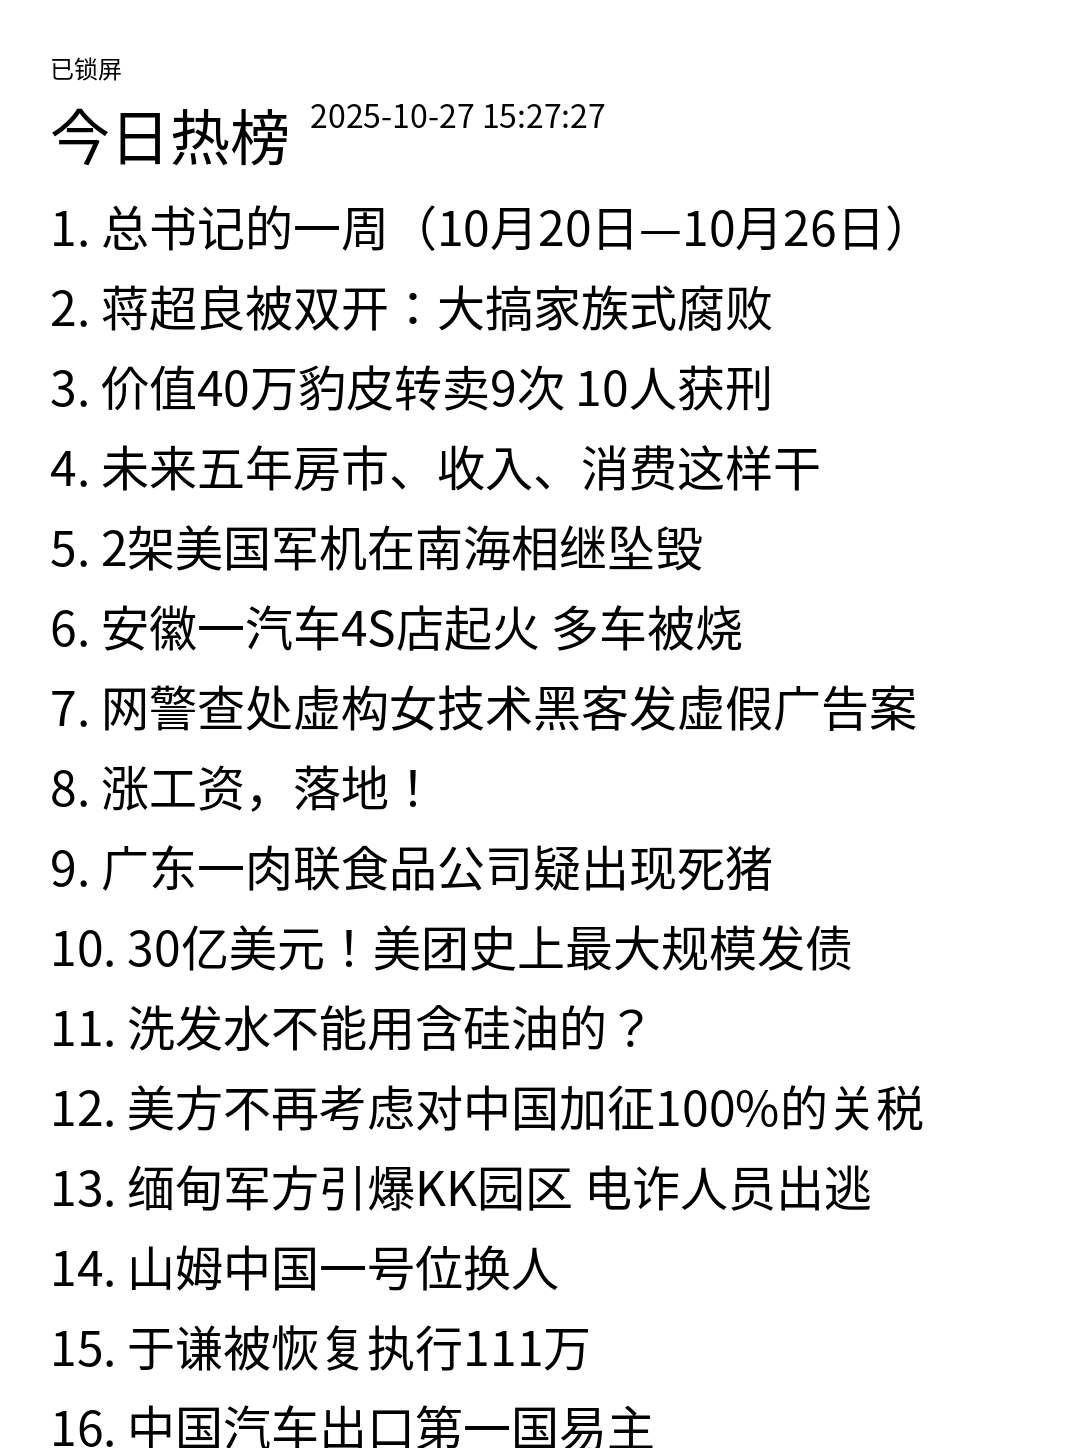 已锁屏
今日热榜 2025-10-27 15:27:27
1. 总书记的一周（10月20日—10月26日）
2. 蒋超良被双开：大搞家族式腐败
3. 价值40万豹皮转卖9次 10人获刑
4. 未来五年房市、收入、消费这样干
5. 2架美国军机在南海相继坠毁
6. 安徽一汽车4S店起火 多车被烧
7. 网警查处虚构女技术黑客发虚假广告案
8. 涨工资，落地！
9. 广东一肉联食品公司疑出现死猪
10. 30亿美元！美团史上最大规模发债
11. 洗发水不能用含硅油的？
12. 美方不再考虑对中国加征100%的关税
13. 缅甸军方引爆KK园区 电诈人员出逃
14. 山姆中国一号位换人
15. 于谦被恢复执行111万
16. 中国汽车出口第一国易主